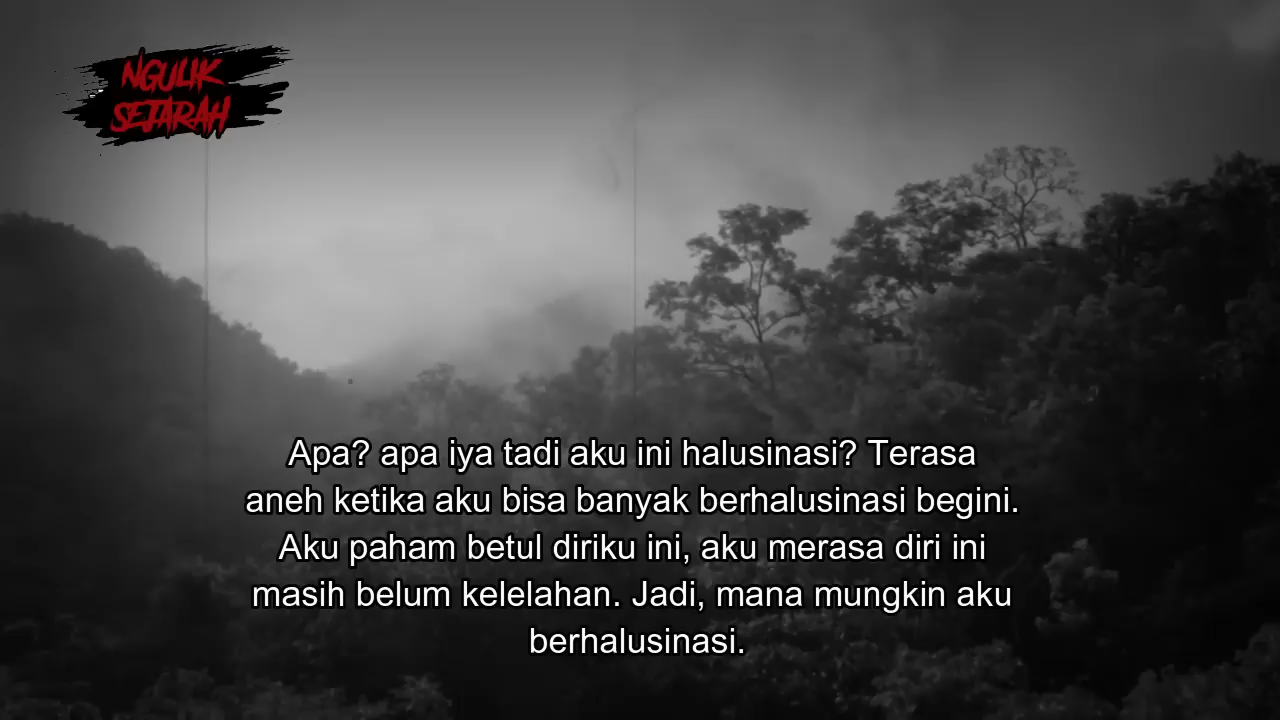 NGULIK
SEJARAH
Apa? apa iya tadi aku ini halusinasi? Terasa
aneh ketika aku bisa banyak berhalusinasi begini.
Aku paham betul diriku ini, aku merasa diri ini
masih belum kelelahan. Jadi, mana mungkin aku
berhalusinasi.